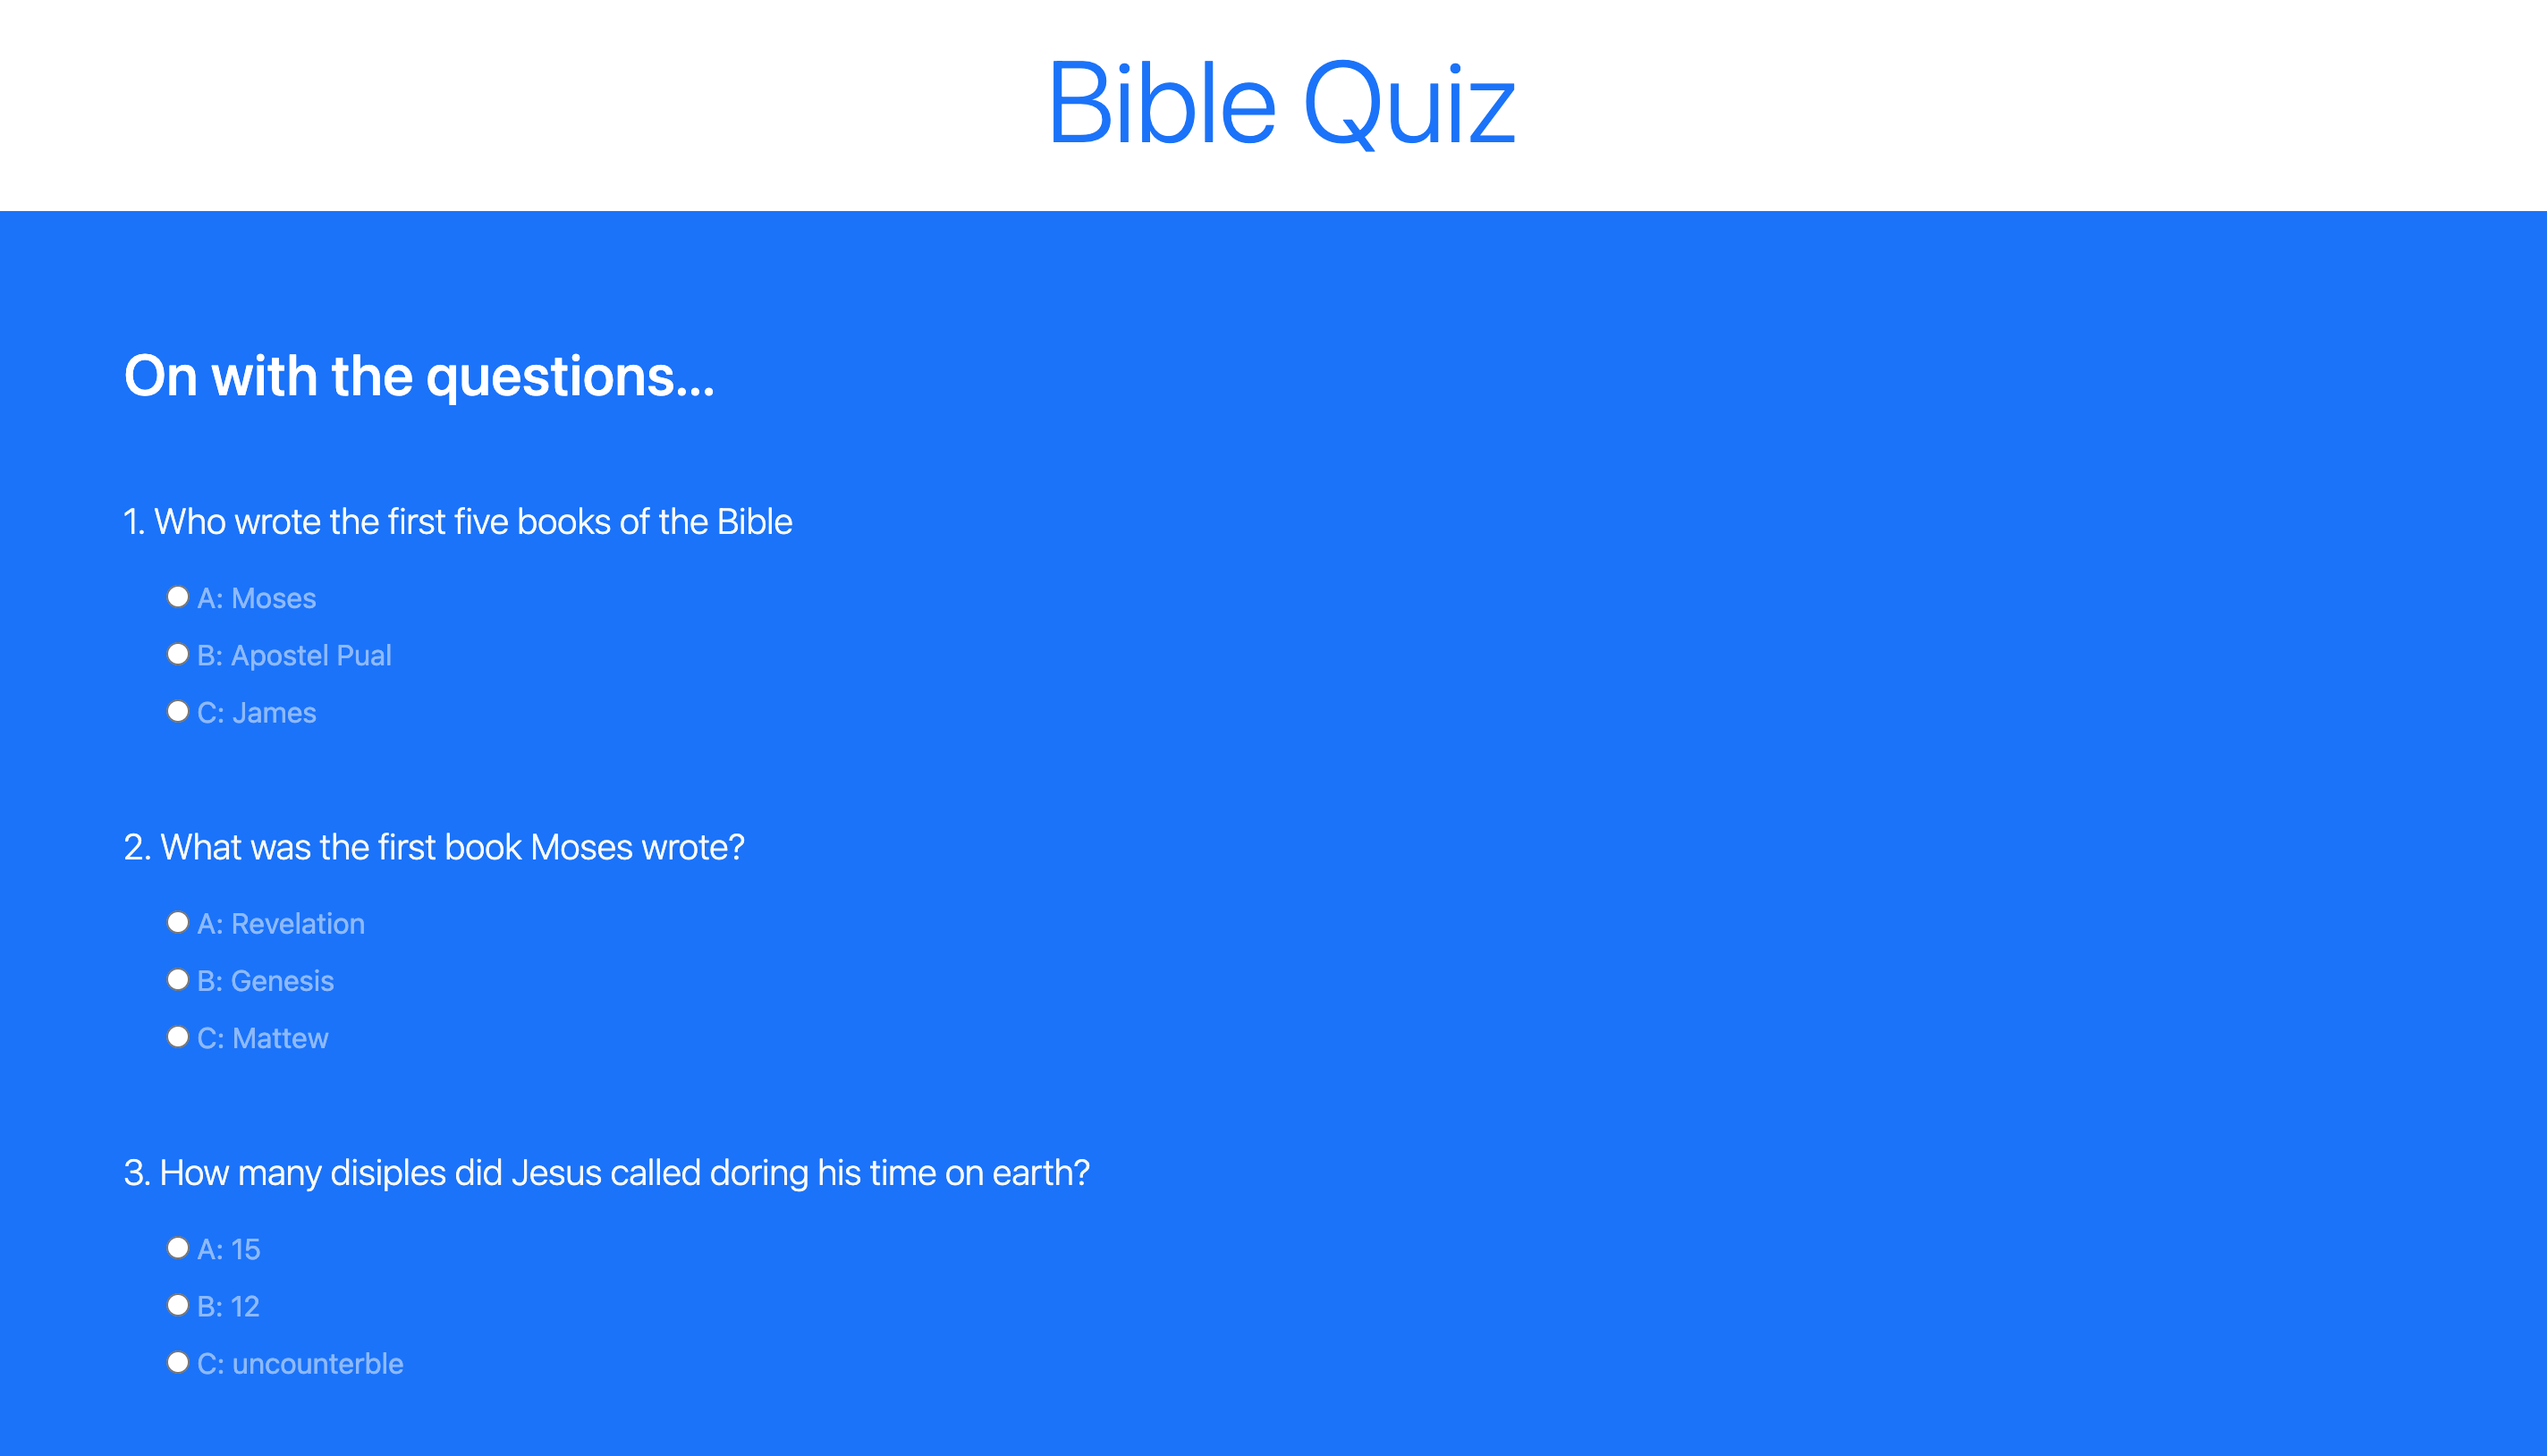 Bible Quiz
On with the questions...
1. Who wrote the first five books of the Bible
A: Moses
B: Apostel Pual
C: James
2. What was the first book Moses wrote?
A: Revelation
B: Genesis
C: Mattew
3. How many disiples did Jesus called doring his time on earth?
A: 15
B: 12
C: uncounterble